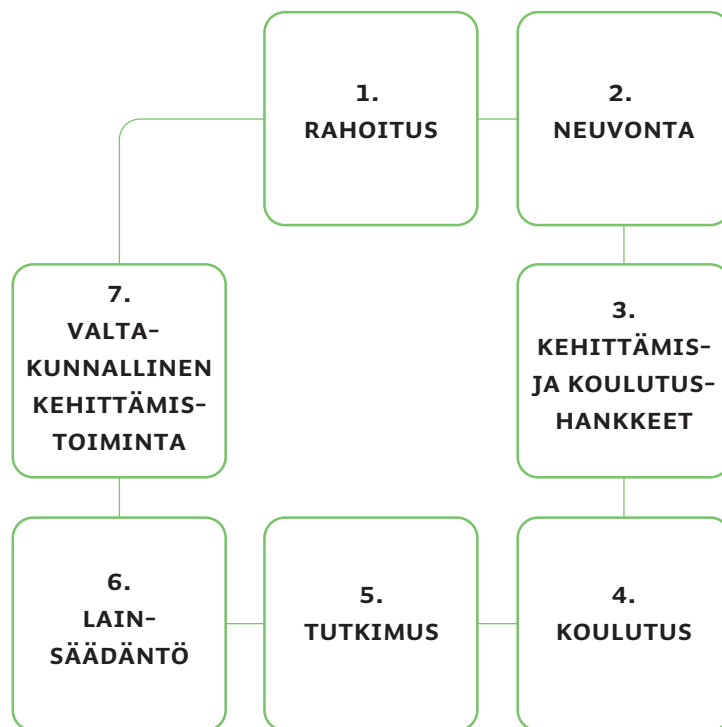 1.
RAHOITUS
2.
NEUVONTA
3.
KEHITTÄMIS-
JA KOULUTUS-
HANKKEET
4.
KOULUTUS
5.
TUTKIMUS
6.
LAIN-
SÄÄDÄNTÖ
7.
VALTA-
KUNNALLINEN
KEHITTÄMIS-
TOIMINTA